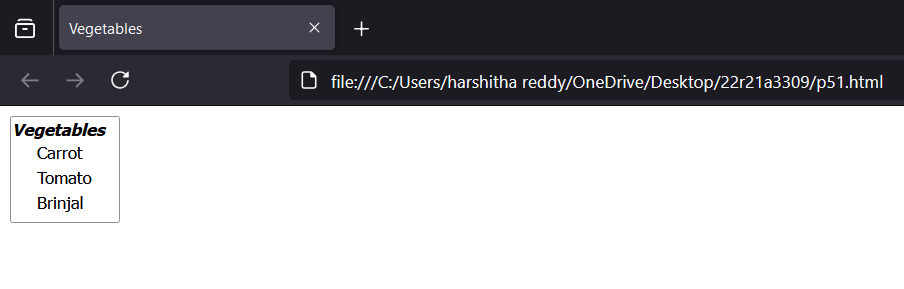 Vegetables
file:///C:/Users/harshitha reddy/OneDrive/Desktop/22r21a3309/p51.html
Vegetables
Carrot
Tomato
Brinjal